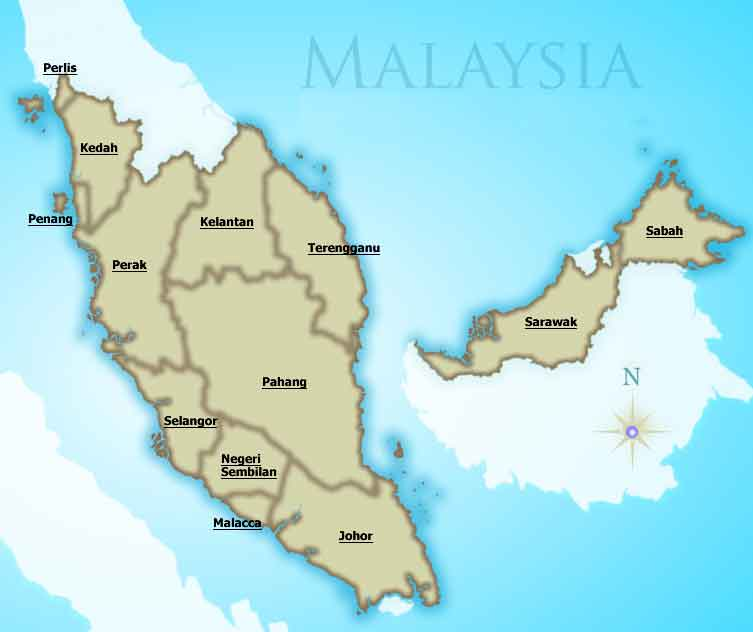 MALAYSIA
Perlis
Kedah
Penang
Kelantan
Perak
Terengganu
Sabah
Sarawak
Pahang
N
Selangor
Negeri
Sembilan
Malacca
Johor